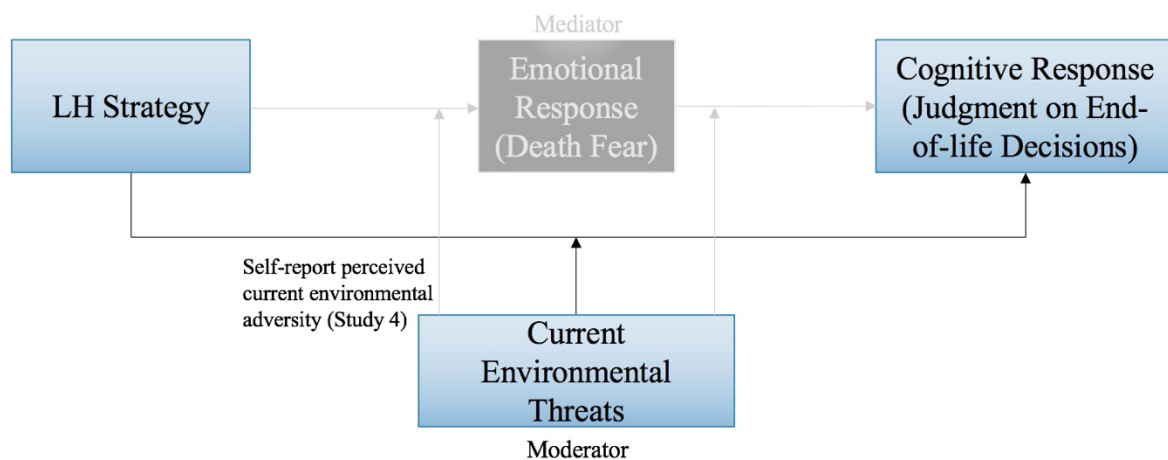 Mediator
LH Strategy
Emotional
Response
(Death Fear)
Cognitive Response
(Judgment on End-
of-life Decisions)
Self-report perceived
current environmental
adversity (Study 4)
Current
Environmental
Threats
Moderator